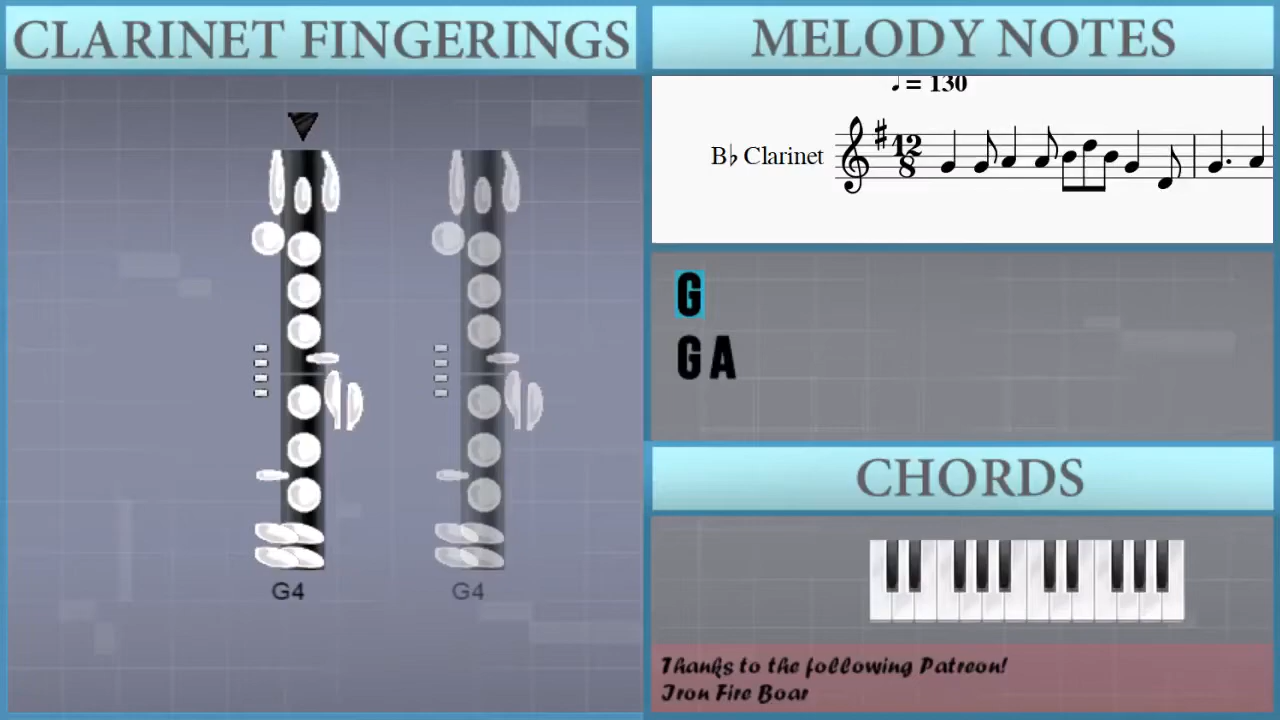 CLARINET FINGERINGS
MELODY NOTES
♩ = 130
B♭ Clarinet
12
8
G
G A
G4
G4
CHORDS
Thanks to the following Patreon!
Iron Fire Boar